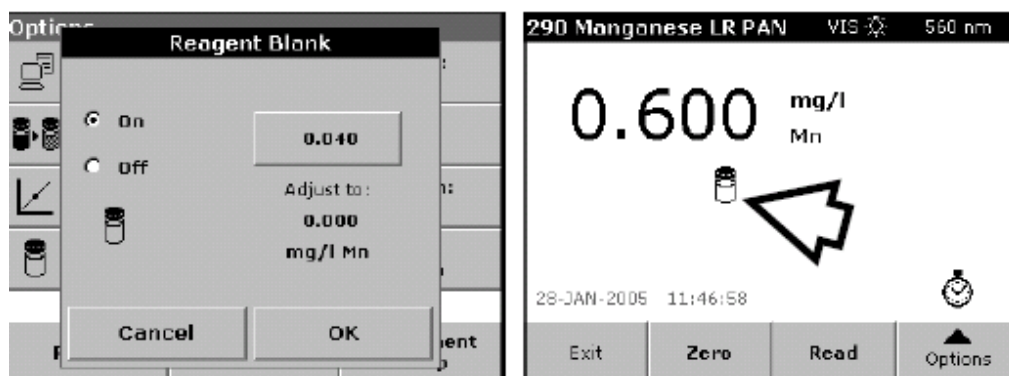 Reagent Blank
On
Off
0.040
Adjust to:
0.000
mg/l Mn
Cancel
OK
290 Manganese LR PAN VIS 560 nm
0.600 mg/l
Mn
28-JAN-2005 11:46:58
Exit
Zero
Read
Options